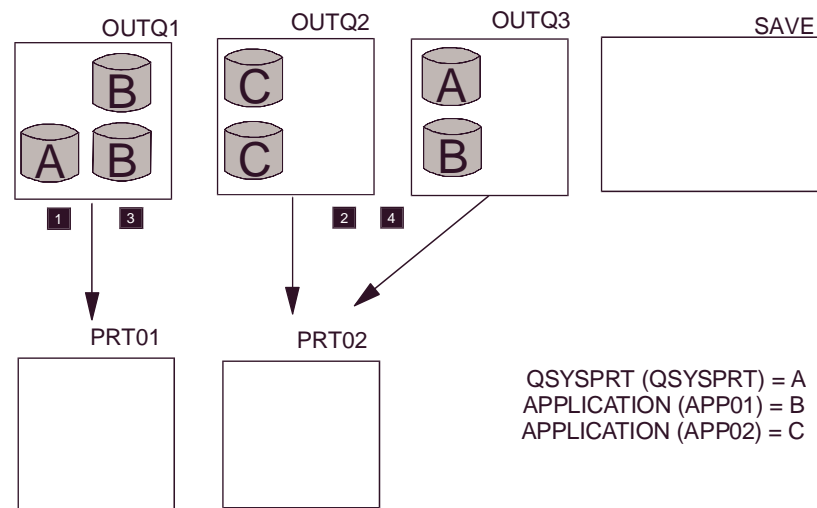 OUTQ1
OUTQ2
OUTQ3
SAVE
B
C
A
A
B
C
B
1
3
2
4
PRT01
PRT02
QSYSPRT (QSYSPRT) = A
APPLICATION (APP01) = B
APPLICATION (APP02) = C